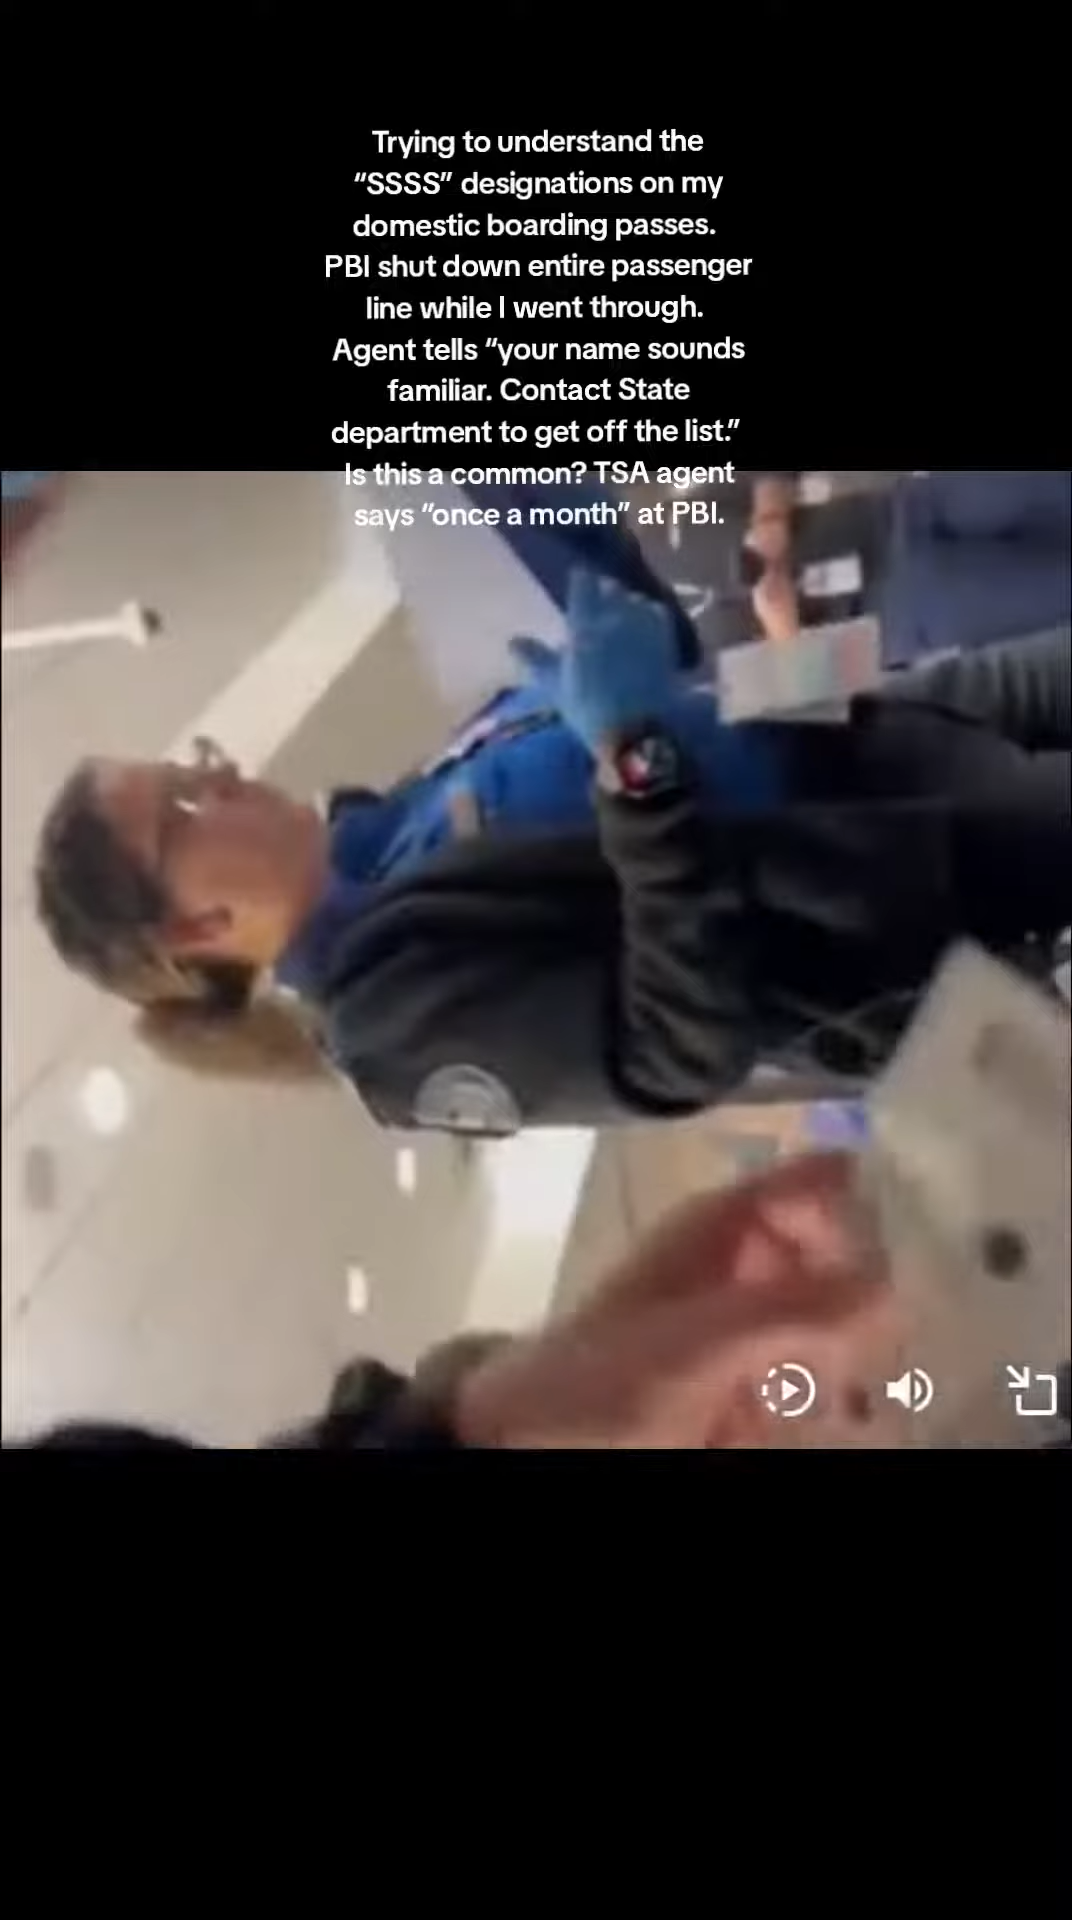 Trying to understand the
“SSSS” designations on my
domestic boarding passes.
PBI shut down entire passenger
line while I went through.
Agent tells “your name sounds
familiar. Contact State
department to get off the list.”
Is this a common? TSA agent
says “once a month” at PBI.